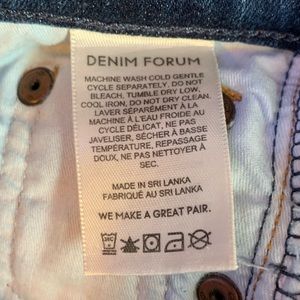 DENIM FORUM
MACHINE WASH COLD GENTLE
CYCLE SEPARATELY. DO NOT
BLEACH. TUMBLE DRY LOW,
COOL IRON, DO NOT DRY CLEAN.
LAVER SÉPARÉMENT À LA
MACHINE À L'EAU FROIDE AU
CYCLE DÉLICAT, NE PAS
JAVELISER, SÉCHER À BASSE
TEMPÉRATURE, REPASSAGE
DOUX, NE PAS NETTOYER À
SEC.
MADE IN SRI LANKA
FABRIQUÉ AU SRI LANKA
WE MAKE A GREAT PAIR.